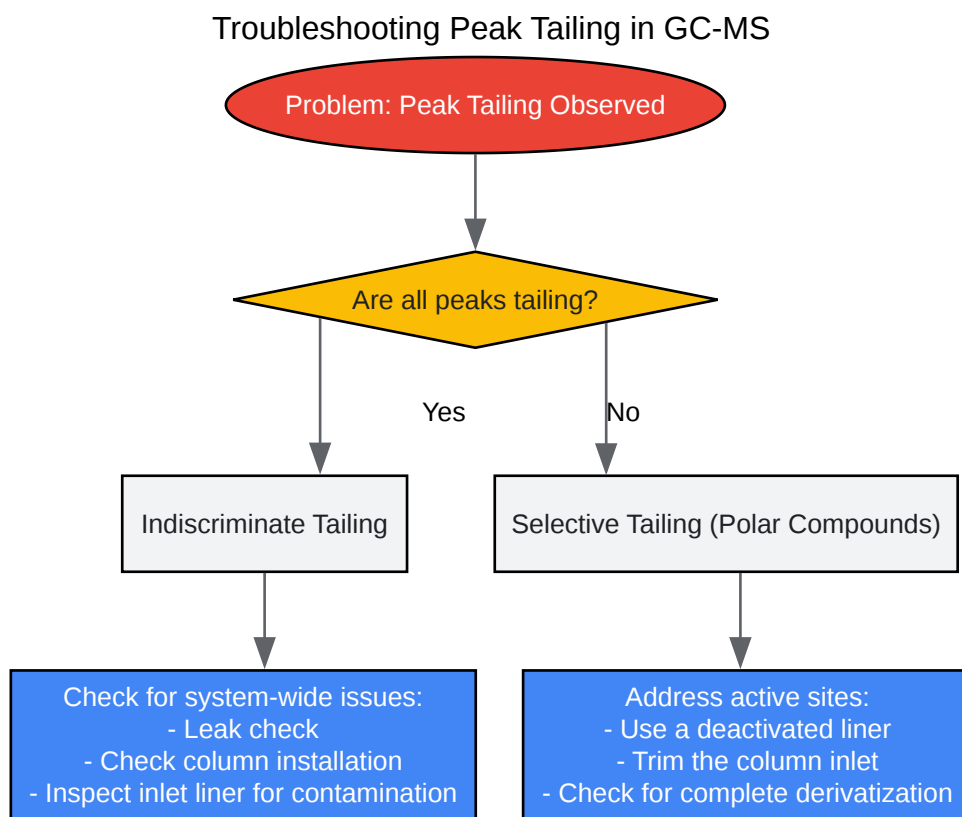 Troubleshooting Peak Tailing in GC-MS
Problem: Peak Tailing Observed
Are all peaks tailing?
Yes
No
Indiscriminate Tailing
Selective Tailing (Polar Compounds)
Check for system-wide issues:
- Leak check
- Check column installation
- Inspect inlet liner for contamination
Address active sites:
- Use a deactivated liner
- Trim the column inlet
- Check for complete derivatization